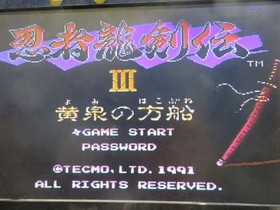 忍者龍剣伝
TM
III
よみ はこぶね
黄泉の方船
GAME START
PASSWORD
©TECMO,LTD.1991
ALL RIGHTS RESERVED.